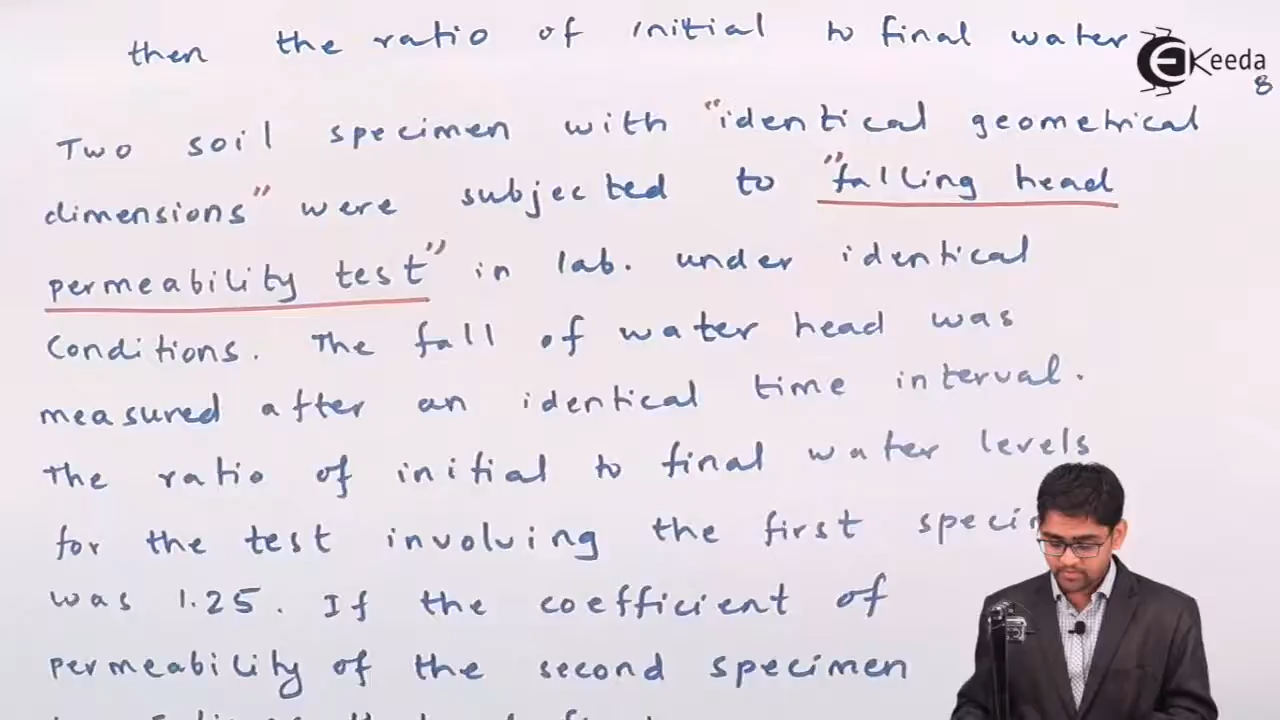 then the ratio of initial to final water
Keeda
8
Two soil specimen with "identical geometrical
dimensions" were subjected to "falling head
permeability test" in lab. under identical
Conditions. The fall of water head was
measured after an identical time interval.
The ratio of initial to final water levels
for the test involving the first
was 1.25. If the coefficient of
permeability of the second specimen